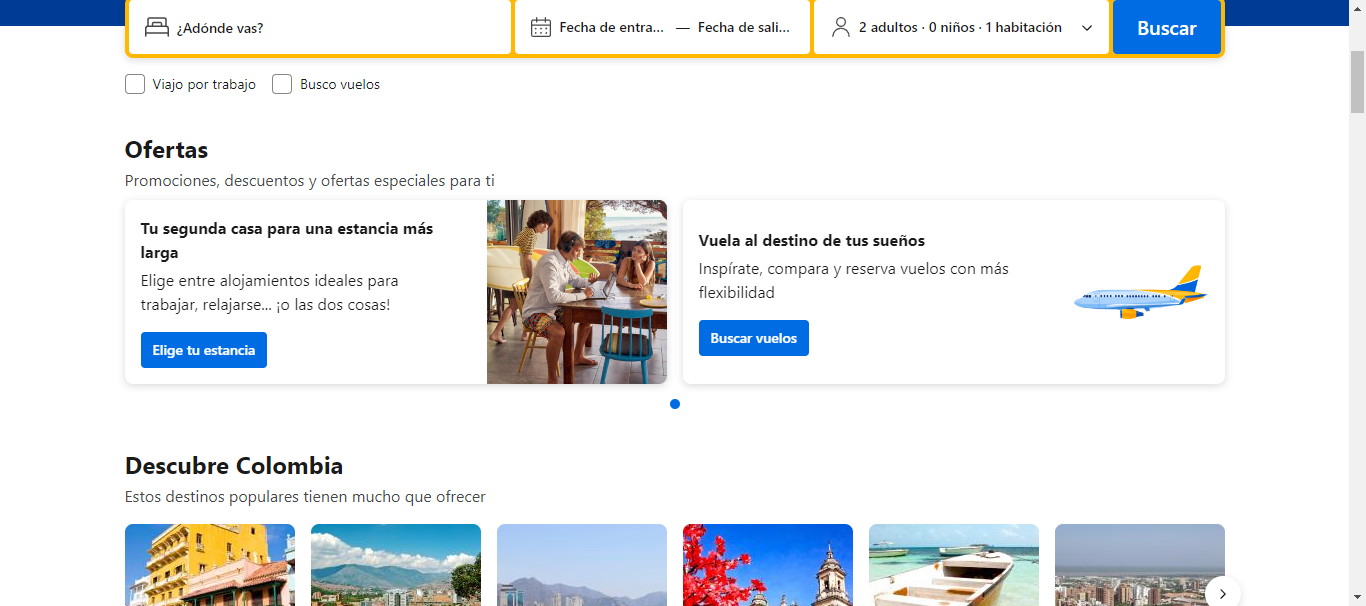 ¿Adónde vas?
Fecha de entra... — Fecha de sali...
2 adultos · 0 niños · 1 habitación
Buscar
Viajo por trabajo
Busco vuelos
Ofertas
Promociones, descuentos y ofertas especiales para ti
Tu segunda casa para una estancia más
larga
Elige entre alojamientos ideales para
trabajar, relajarse... ¡o las dos cosas!
Elige tu estancia
Vuela al destino de tus sueños
Inspírate, compara y reserva vuelos con más
flexibilidad
Buscar vuelos
Descubre Colombia
Estos destinos populares tienen mucho que ofrecer